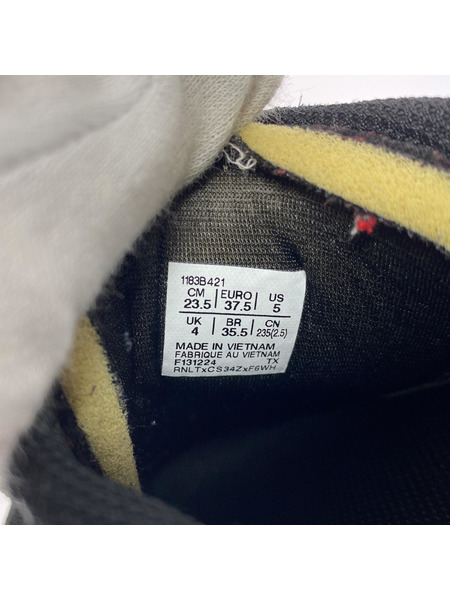 1183B421
CM EURO US
23.5 37.5 5
UK BR CN
4 35.5 235(2.5)
MADE IN VIETNAM
FABRIQUE AU VIETNAM
F131224 TX
RNLTxCS34ZxF6WH